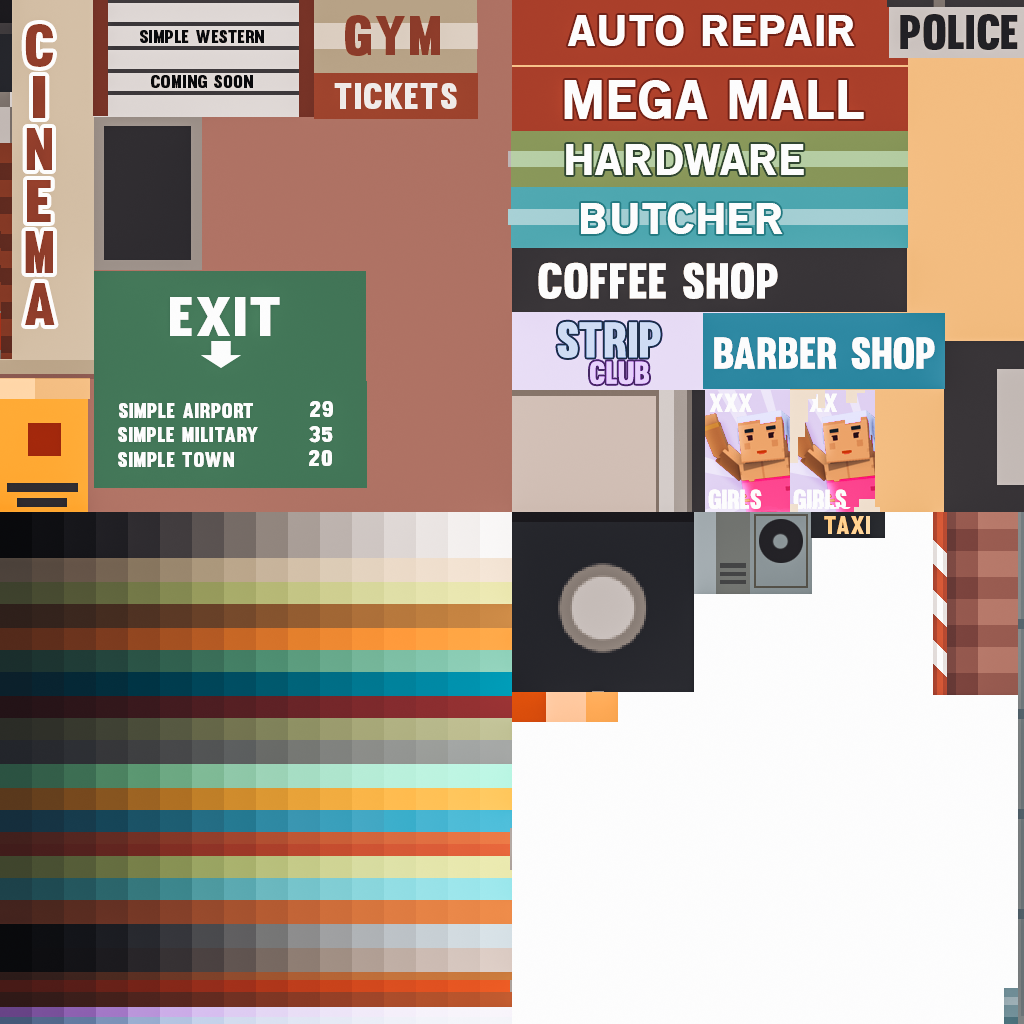 CINEMA
SIMPLE WESTERN
COMING SOON
GYM
TICKETS
EXIT
SIMPLE AIRPORT 29
SIMPLE MILITARY 35
SIMPLE TOWN 20
AUTO REPAIR
POLICE
MEGA MALL
HARDWARE
BUTCHER
COFFEE SHOP
STRIP
CLUB
BARBER SHOP
XXX
GIRLS
GIRLS
TAXI